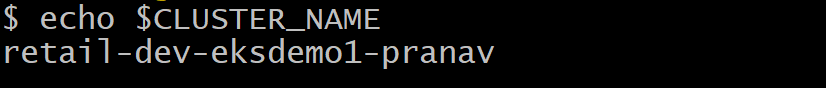 $ echo $CLUSTER_NAME
retail-dev-eksdemo1-pranav